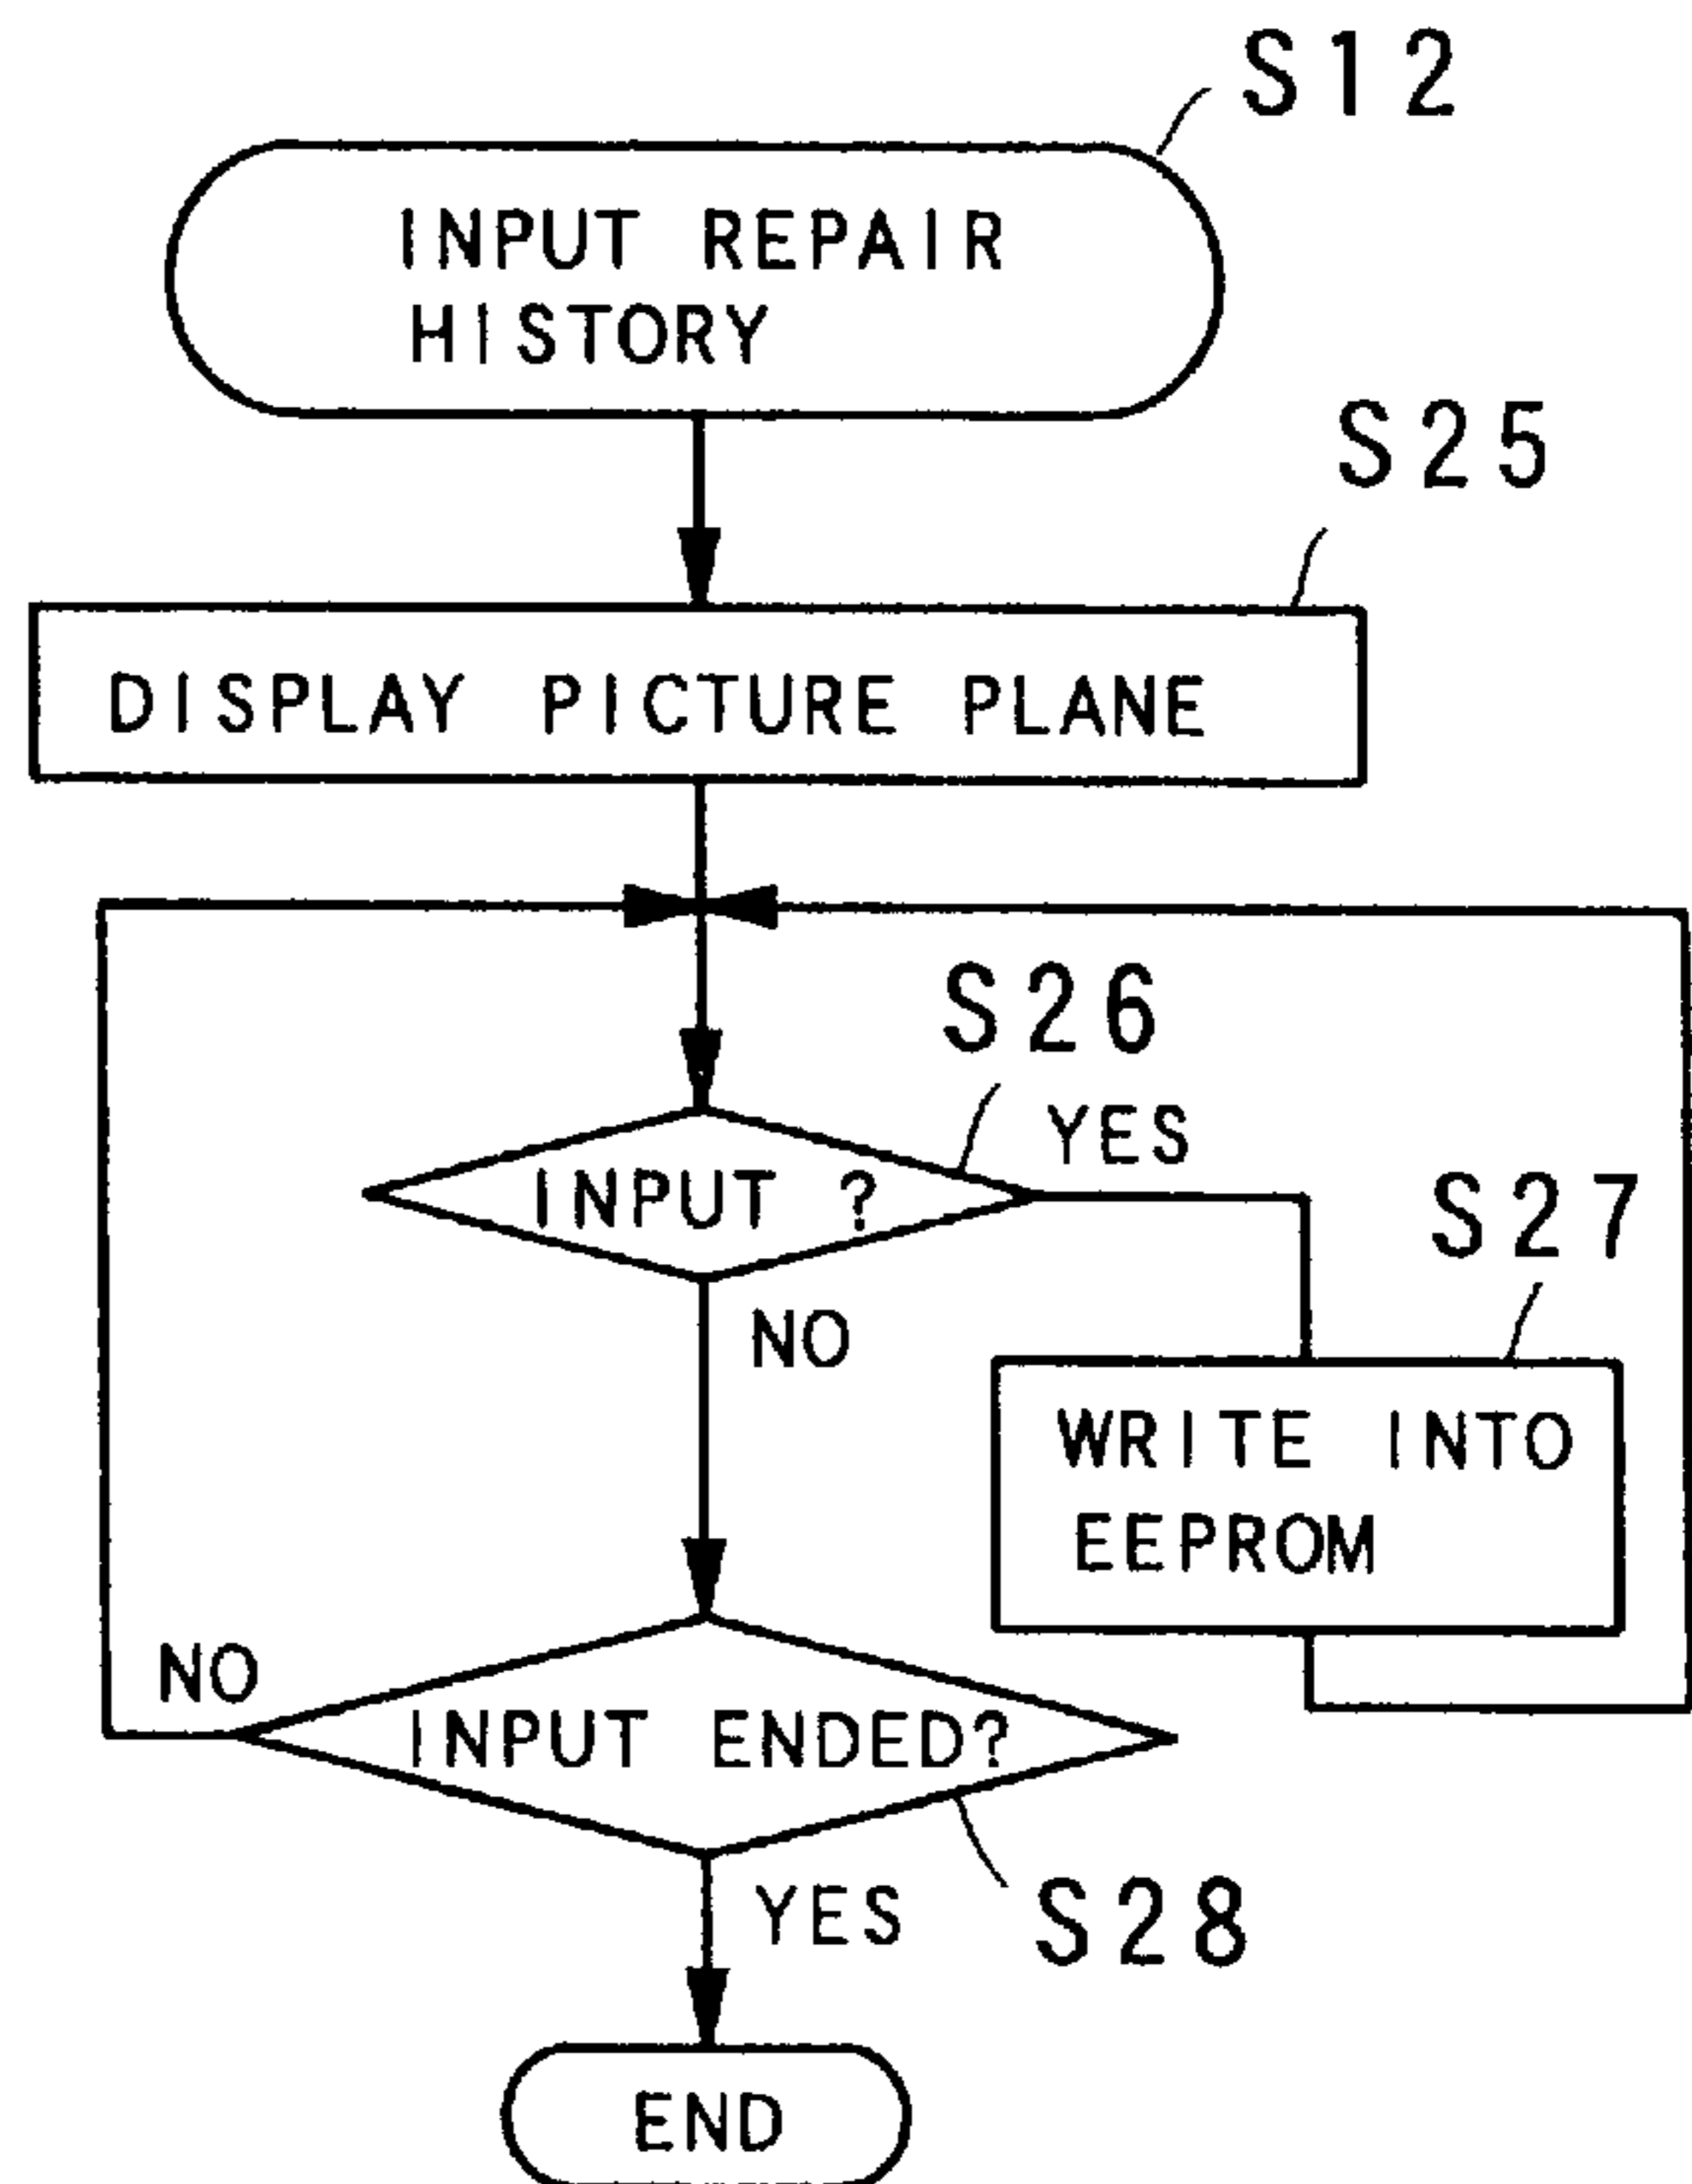 S12
INPUT REPAIR
HISTORY
S25
DISPLAY PICTURE PLANE
S26
YES
INPUT ?
S27
NO
WRITE INTO
EEPROM
NO
INPUT ENDED?
YES
S28
END